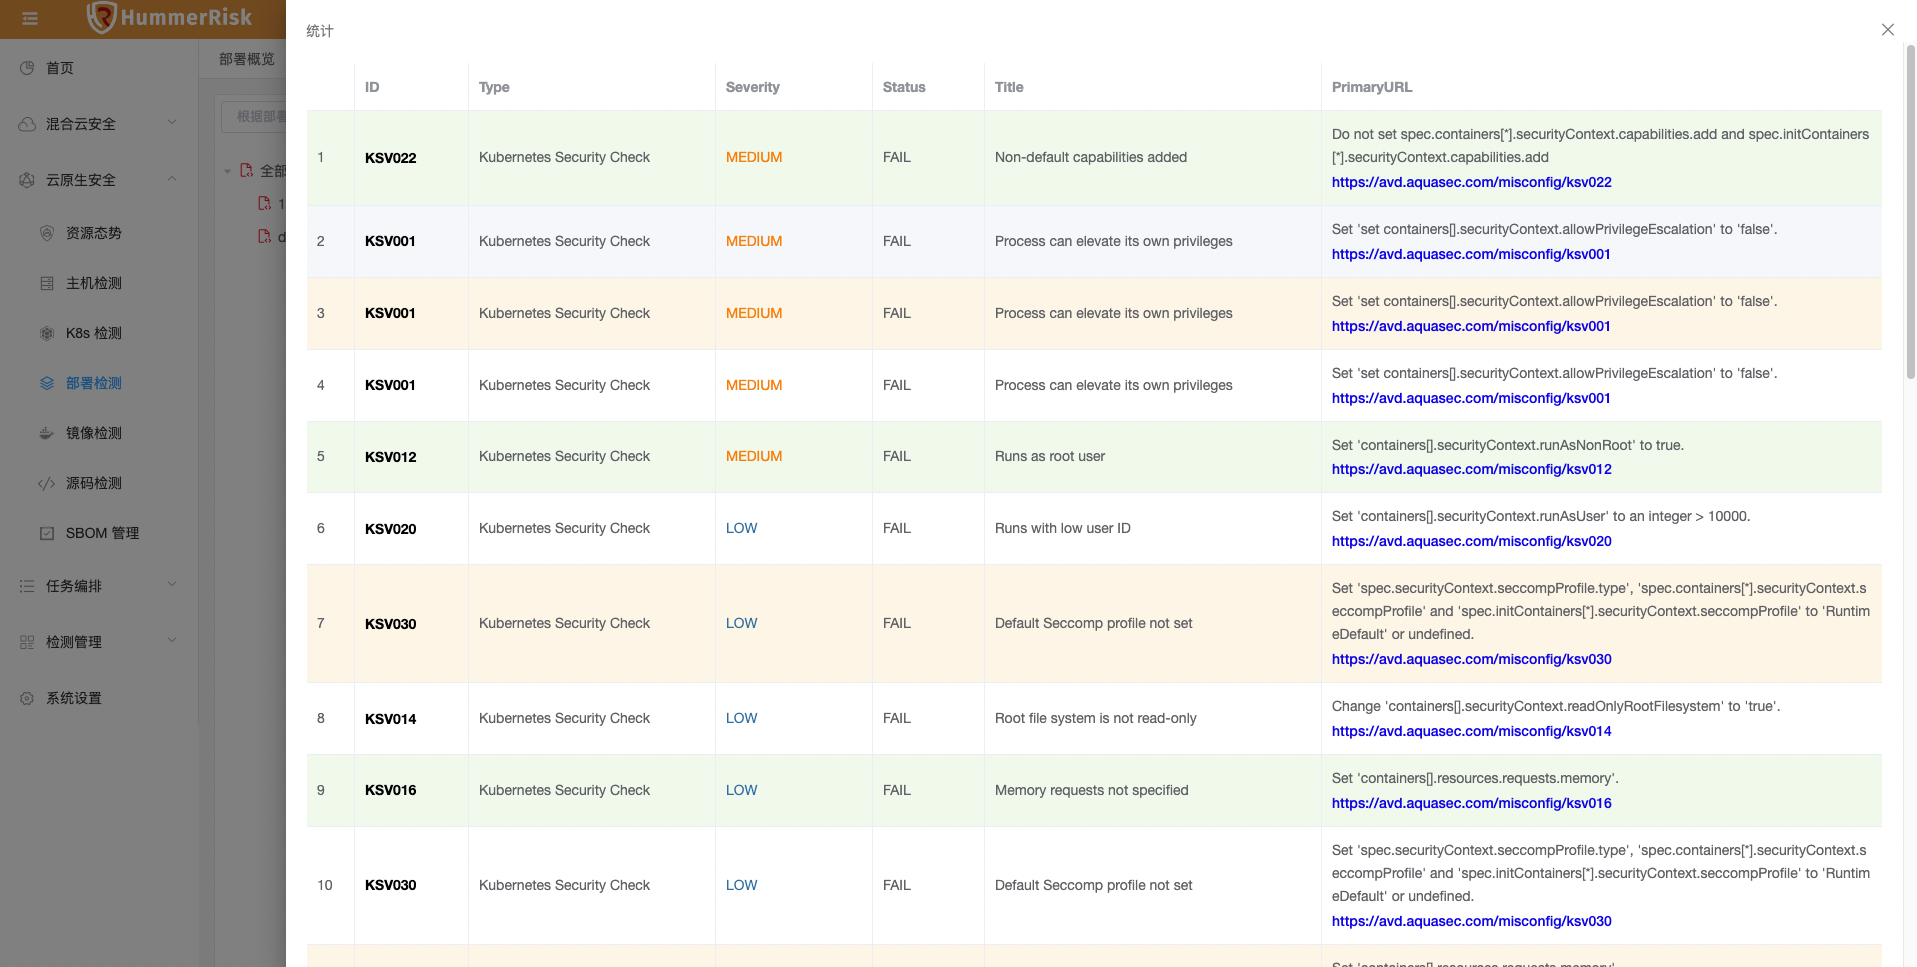 HummerRisk
首页
混合云安全
云原生安全
资源态势
主机检测
K8s 检测
部署检测
镜像检测
源码检测
SBOM 管理
任务编排
检测管理
系统设置
部署概览
根据部署
全部
1
d
统计
ID Type Severity Status Title PrimaryURL
1 KSV022 Kubernetes Security Check MEDIUM FAIL Non-default capabilities added Do not set spec.containers[*].securityContext.capabilities.add and spec.initContainers
[*].securityContext.capabilities.add
https://avd.aquasec.com/misconfig/ksv022
2 KSV001 Kubernetes Security Check MEDIUM FAIL Process can elevate its own privileges Set 'set containers[].securityContext.allowPrivilegeEscalation' to 'false'.
https://avd.aquasec.com/misconfig/ksv001
3 KSV001 Kubernetes Security Check MEDIUM FAIL Process can elevate its own privileges Set 'set containers[].securityContext.allowPrivilegeEscalation' to 'false'.
https://avd.aquasec.com/misconfig/ksv001
4 KSV001 Kubernetes Security Check MEDIUM FAIL Process can elevate its own privileges Set 'set containers[].securityContext.allowPrivilegeEscalation' to 'false'.
https://avd.aquasec.com/misconfig/ksv001
5 KSV012 Kubernetes Security Check MEDIUM FAIL Runs as root user Set 'containers[].securityContext.runAsNonRoot' to true.
https://avd.aquasec.com/misconfig/ksv012
6 KSV020 Kubernetes Security Check LOW FAIL Runs with low user ID Set 'containers[].securityContext.runAsUser' to an integer > 10000.
https://avd.aquasec.com/misconfig/ksv020
7 KSV030 Kubernetes Security Check LOW FAIL Default Seccomp profile not set Set 'spec.securityContext.seccompProfile.type', 'spec.containers[*].securityContext.s
eccompProfile' and 'spec.initContainers[*].securityContext.seccompProfile' to 'Runtim
eDefault' or undefined.
https://avd.aquasec.com/misconfig/ksv030
8 KSV014 Kubernetes Security Check LOW FAIL Root file system is not read-only Change 'containers[].securityContext.readOnlyRootFilesystem' to 'true'.
https://avd.aquasec.com/misconfig/ksv014
9 KSV016 Kubernetes Security Check LOW FAIL Memory requests not specified Set 'containers[].resources.requests.memory'.
https://avd.aquasec.com/misconfig/ksv016
10 KSV030 Kubernetes Security Check LOW FAIL Default Seccomp profile not set Set 'spec.securityContext.seccompProfile.type', 'spec.containers[*].securityContext.s
eccompProfile' and 'spec.initContainers[*].securityContext.seccompProfile' to 'Runtim
eDefault' or undefined.
https://avd.aquasec.com/misconfig/ksv030